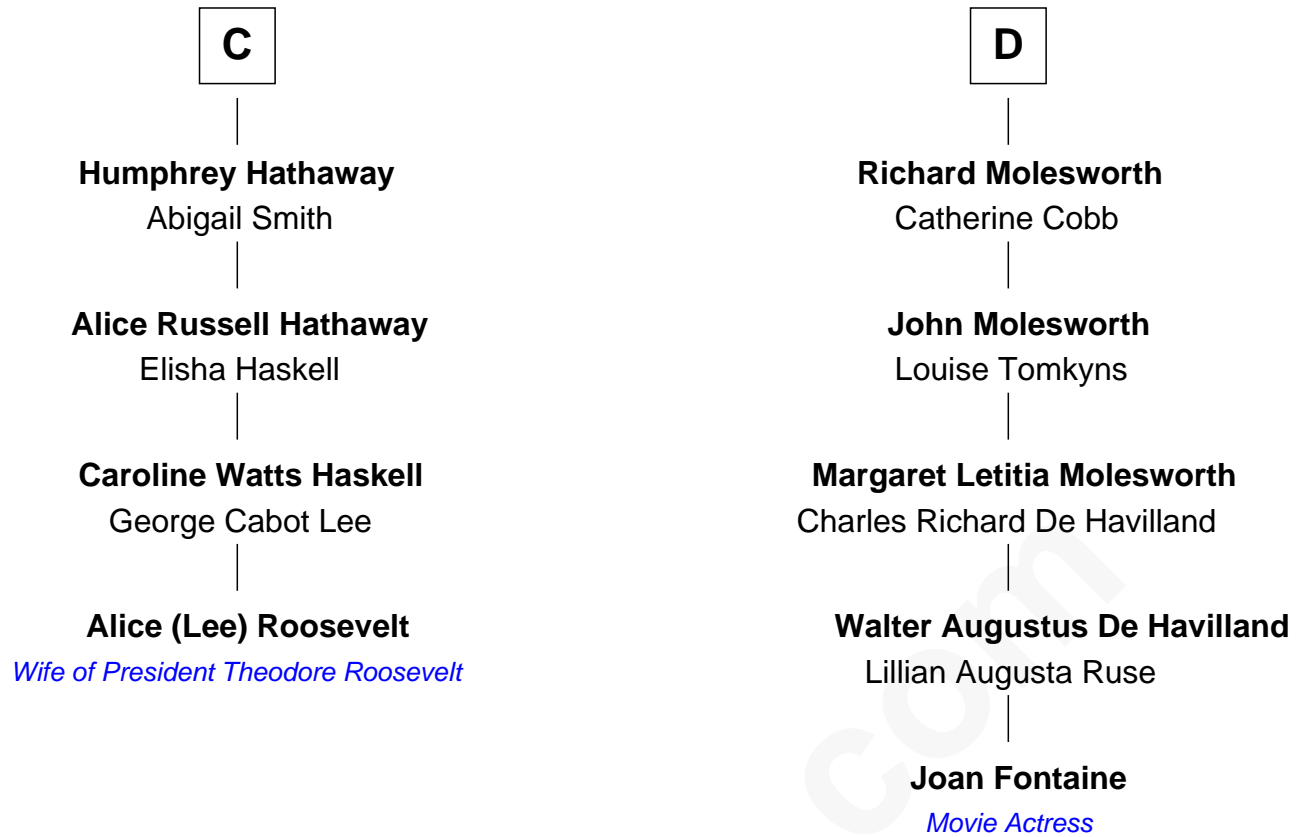 C
Humphrey Hathaway
Abigail Smith
Alice Russell Hathaway
Elisha Haskell
Caroline Watts Haskell
George Cabot Lee
Alice (Lee) Roosevelt
Wife of President Theodore Roosevelt
D
Richard Molesworth
Catherine Cobb
John Molesworth
Louise Tomkyns
Margaret Letitia Molesworth
Charles Richard De Havilland
Walter Augustus De Havilland
Lillian Augusta Ruse
Joan Fontaine
Movie Actress
com